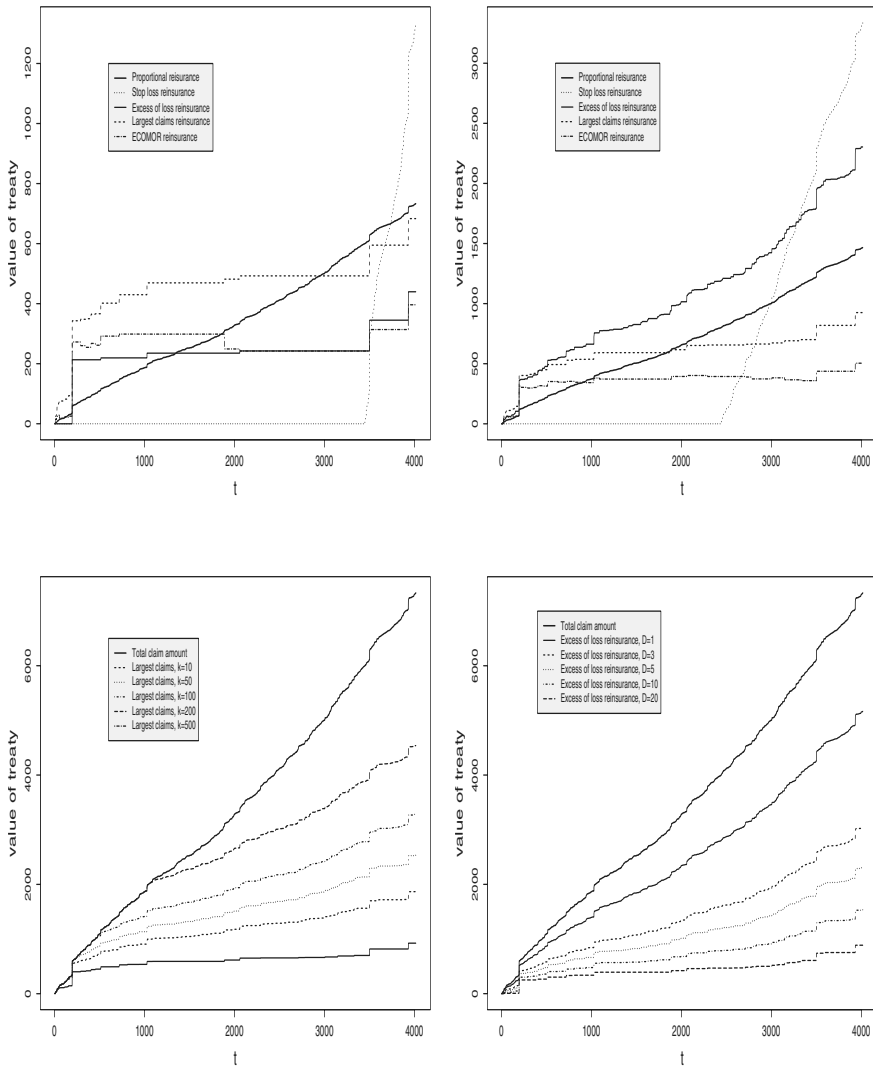 value of treaty
0 200 400 600 800 1000 1200
Proportional reisurance
Stop loss reinsurance
Excess of loss reinsurance
Largest claims reinsurance
ECOMOR reinsurance
0 1000 2000 3000 4000
t
value of treaty
0 500 1000 1500 2000 2500 3000
Proportional reisurance
Stop loss reinsurance
Excess of loss reinsurance
Largest claims reinsurance
ECOMOR reinsurance
0 1000 2000 3000 4000
t
value of treaty
0 2000 4000 6000
Total claim amount
Largest claims, k=10
Largest claims, k=50
Largest claims, k=100
Largest claims, k=200
Largest claims, k=500
0 1000 2000 3000 4000
t
value of treaty
0 2000 4000 6000
Total claim amount
Excess of loss reinsurance, D=1
Excess of loss reinsurance, D=3
Excess of loss reinsurance, D=5
Excess of loss reinsurance, D=10
Excess of loss reinsurance, D=20
0 1000 2000 3000 4000
t